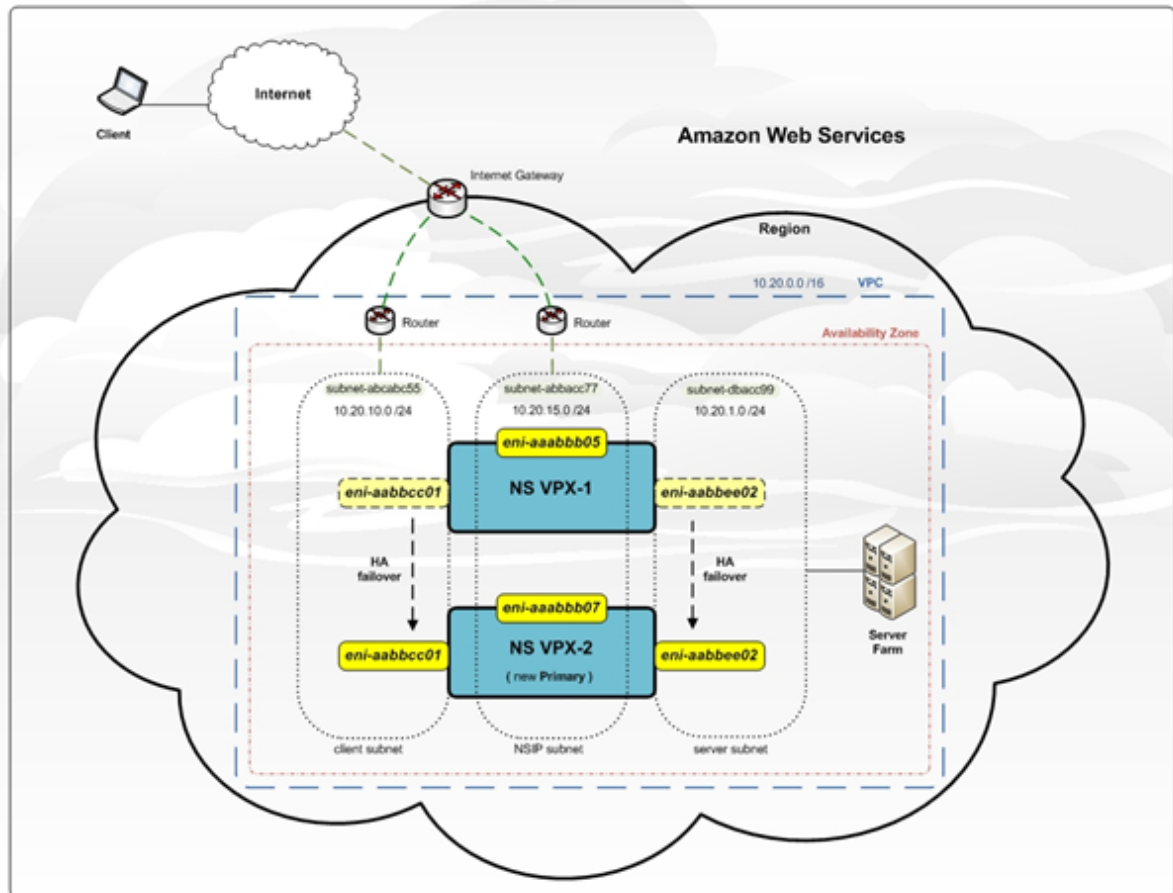 Internet
Client
Amazon Web Services
Internet Gateway
Region
10.20.0.0 /16 VPC
Router
Router
Availability Zone
subnet-abcabc55
subnet-abbacc77
subnet-dbacc99
10.20.10.0 /24
10.20.15.0 /24
10.20.1.0 /24
eni-aaabbb05
eni-aabbcc01
NS VPX-1
eni-aabbee02
HA
failover
HA
failover
eni-aaabbb07
eni-aabbcc01
NS VPX-2
( new Primary )
eni-aabbee02
Server
Farm
client subnet
NSIP subnet
server subnet